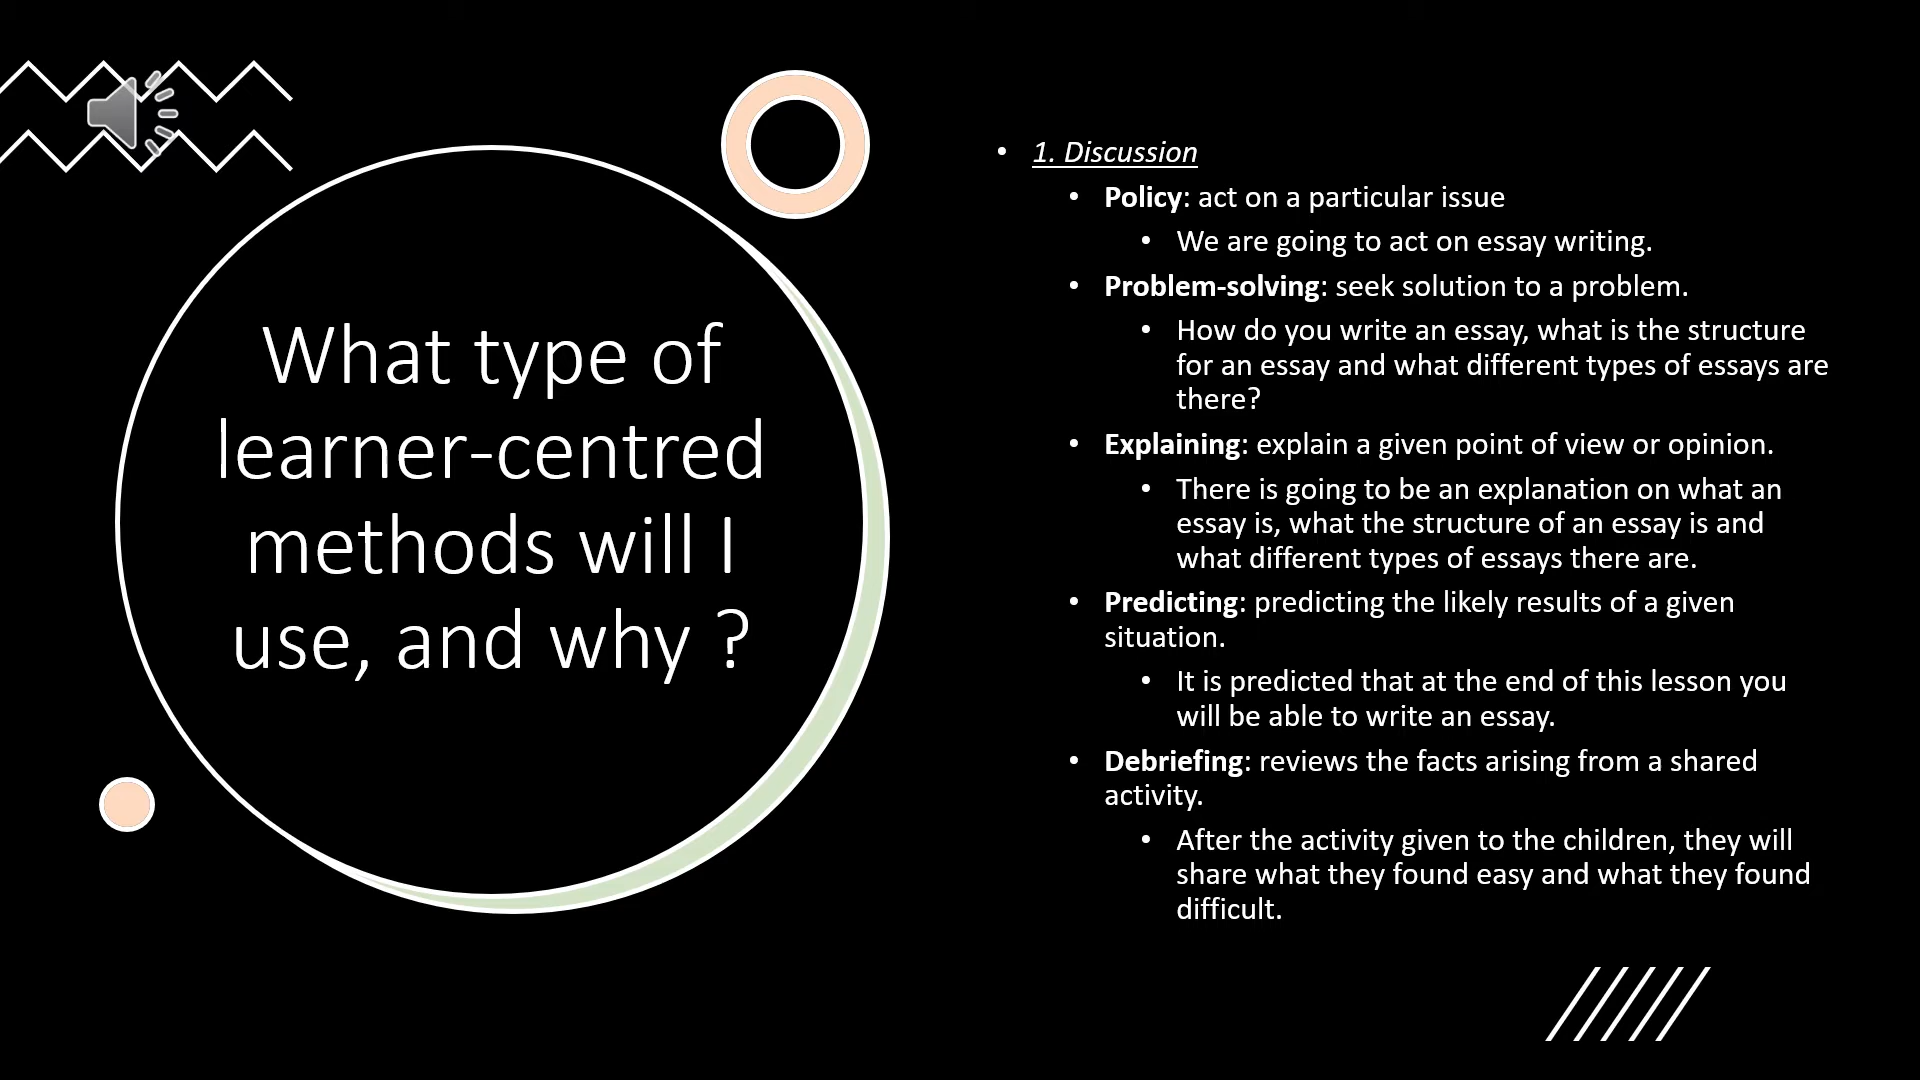 What type of
learner-centred
methods will I
use, and why ?
• 1. Discussion
• Policy: act on a particular issue
• We are going to act on essay writing.
• Problem-solving: seek solution to a problem.
• How do you write an essay, what is the structure
for an essay and what different types of essays are
there?
• Explaining: explain a given point of view or opinion.
• There is going to be an explanation on what an
essay is, what the structure of an essay is and
what different types of essays there are.
• Predicting: predicting the likely results of a given
situation.
• It is predicted that at the end of this lesson you
will be able to write an essay.
• Debriefing: reviews the facts arising from a shared
activity.
• After the activity given to the children, they will
share what they found easy and what they found
difficult.